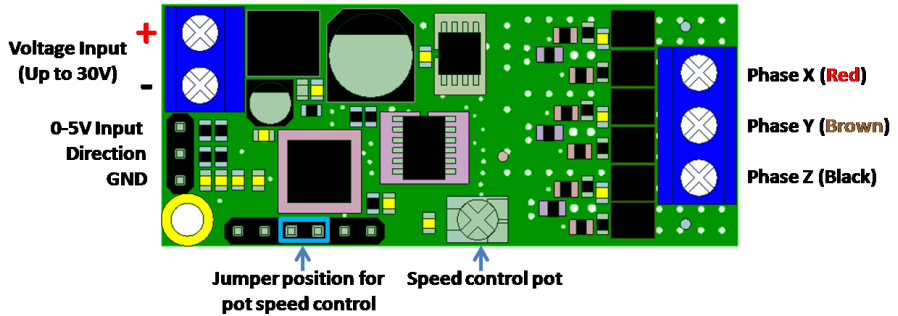 +
Voltage Input
(Up to 30V)
-
0-5V Input
Direction
GND
Phase X (Red)
Phase Y (Brown)
Phase Z (Black)
Jumper position for
pot speed control
Speed control pot